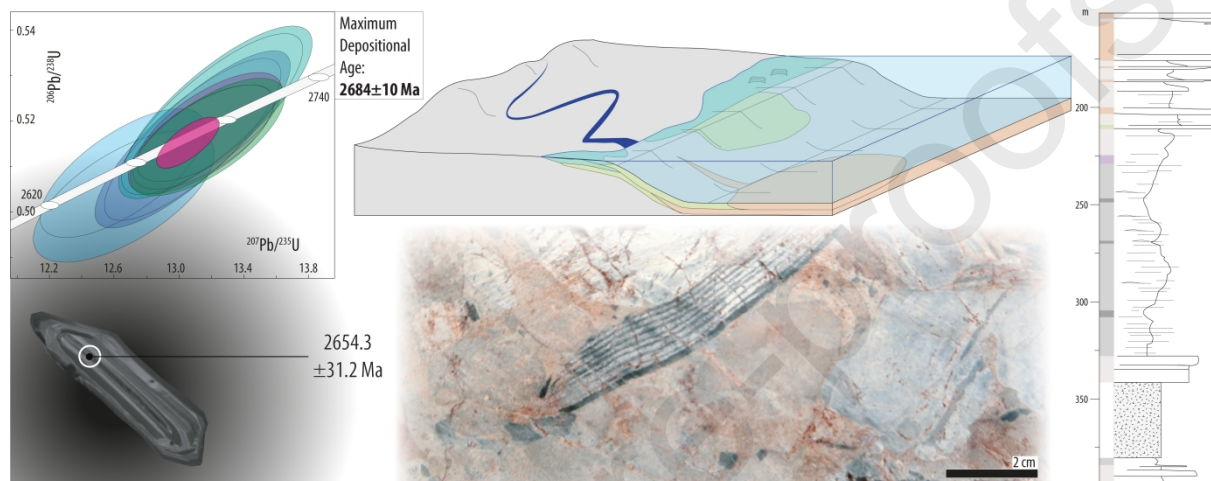 0.54
206Pb/238U
0.52
2740
2620
0.50
207Pb/235U
12.2 12.6 13.0 13.4 13.8
Maximum
Depositional
Age:
2684±10 Ma
2654.3
±31.2 Ma
2 cm
m
200
250
300
350
proofs